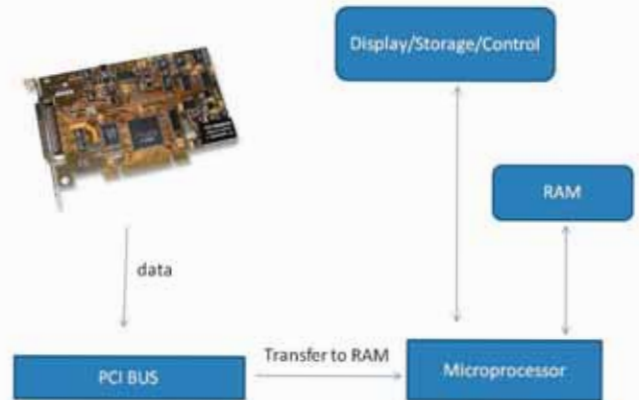 Display/Storage/Control
RAM
data
Transfer to RAM
PCI BUS
Microprocessor